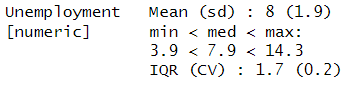 Unemployment Mean (sd) : 8 (1.9)
[numeric] min < med < max:
3.9 < 7.9 < 14.3
IQR (CV) : 1.7 (0.2)